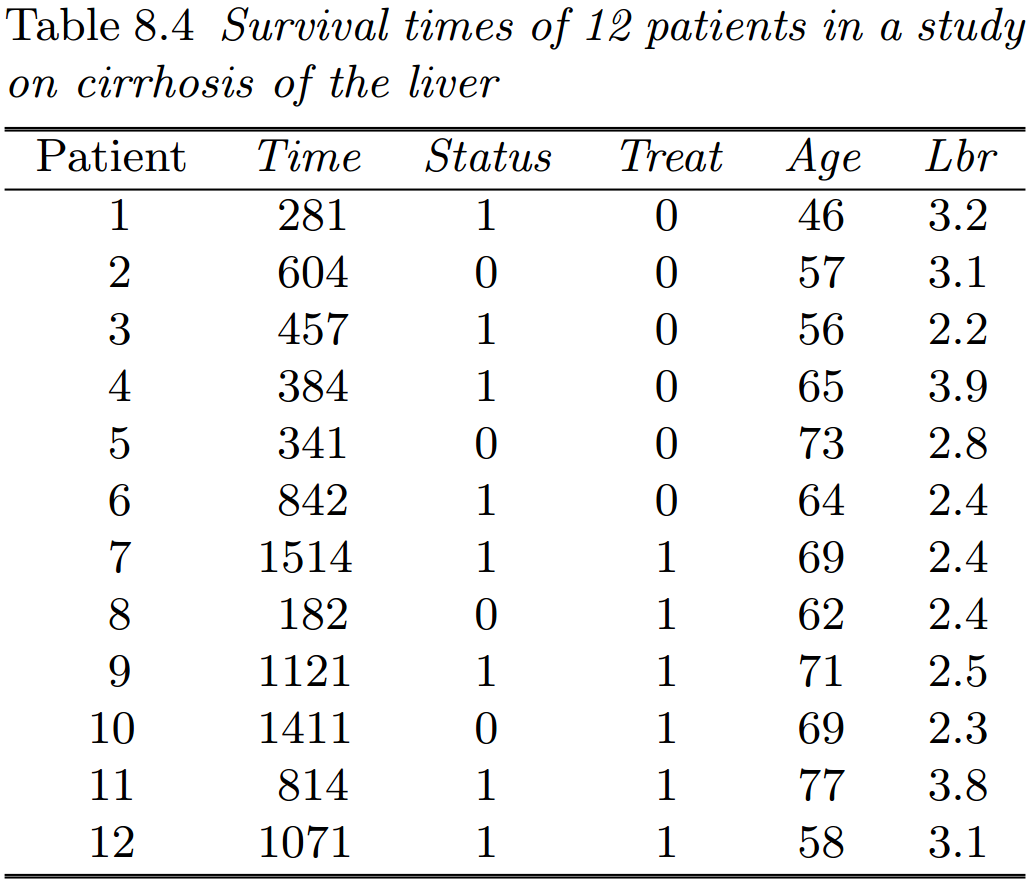 Table 8.4 Survival times of 12 patients in a study
on cirrhosis of the liver
Patient Time Status Treat Age Lbr
1 281 1 0 46 3.2
2 604 0 0 57 3.1
3 457 1 0 56 2.2
4 384 1 0 65 3.9
5 341 0 0 73 2.8
6 842 1 0 64 2.4
7 1514 1 1 69 2.4
8 182 0 1 62 2.4
9 1121 1 1 71 2.5
10 1411 0 1 69 2.3
11 814 1 1 77 3.8
12 1071 1 1 58 3.1